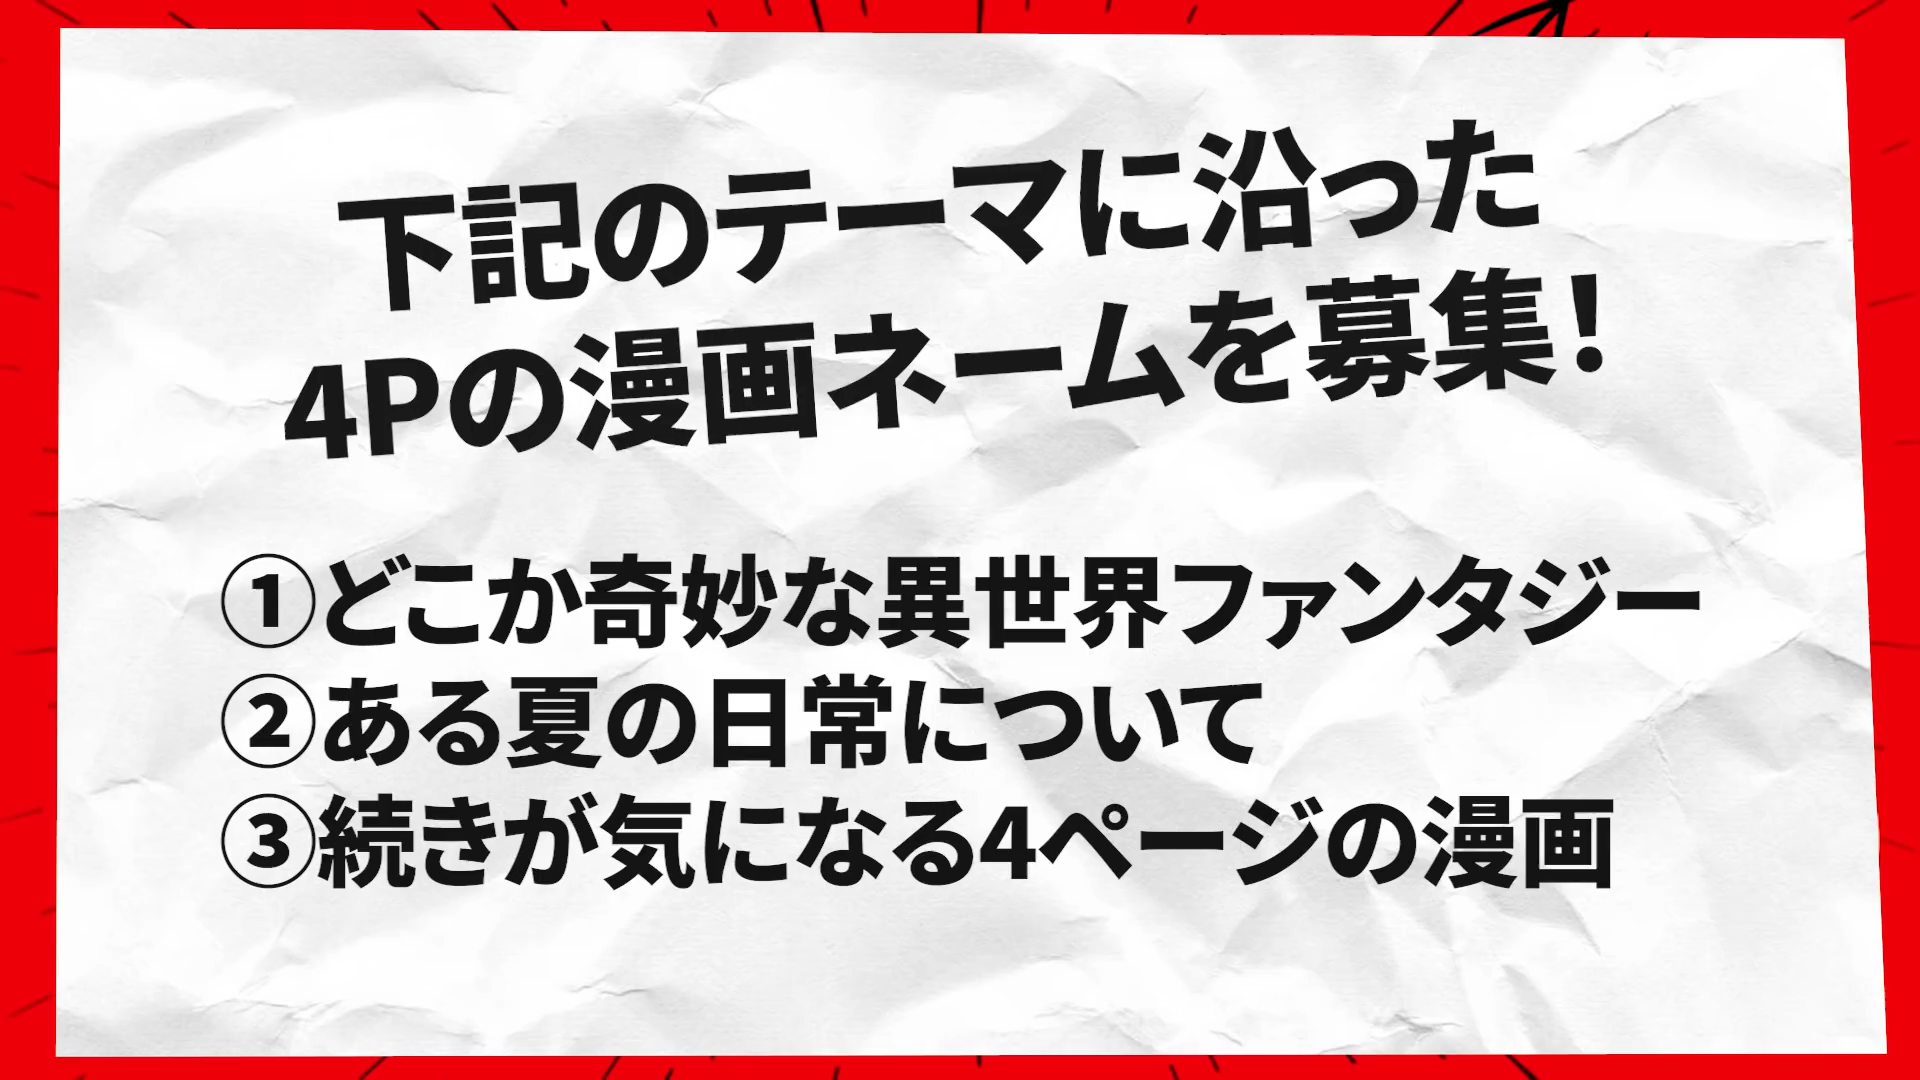 下記のテーマに沿った
4Pの漫画ネームを募集！
①どこか奇妙な異世界ファンタジー
②ある夏の日常について
③続きが気になる4ページの漫画